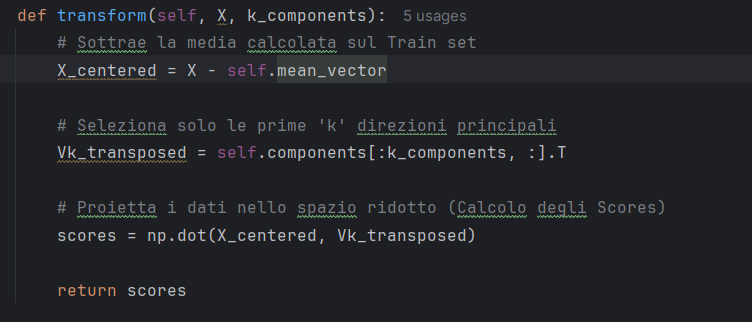 def transform(self, X, k_components): 5 usages
# Sottrae la media calcolata sul Train set
X_centered = X - self.mean_vector
# Seleziona solo le prime 'k' direzioni principali
Vk_transposed = self.components[:k_components, :].T
# Proietta i dati nello spazio ridotto (Calcolo degli Scores)
scores = np.dot(X_centered, Vk_transposed)
return scores